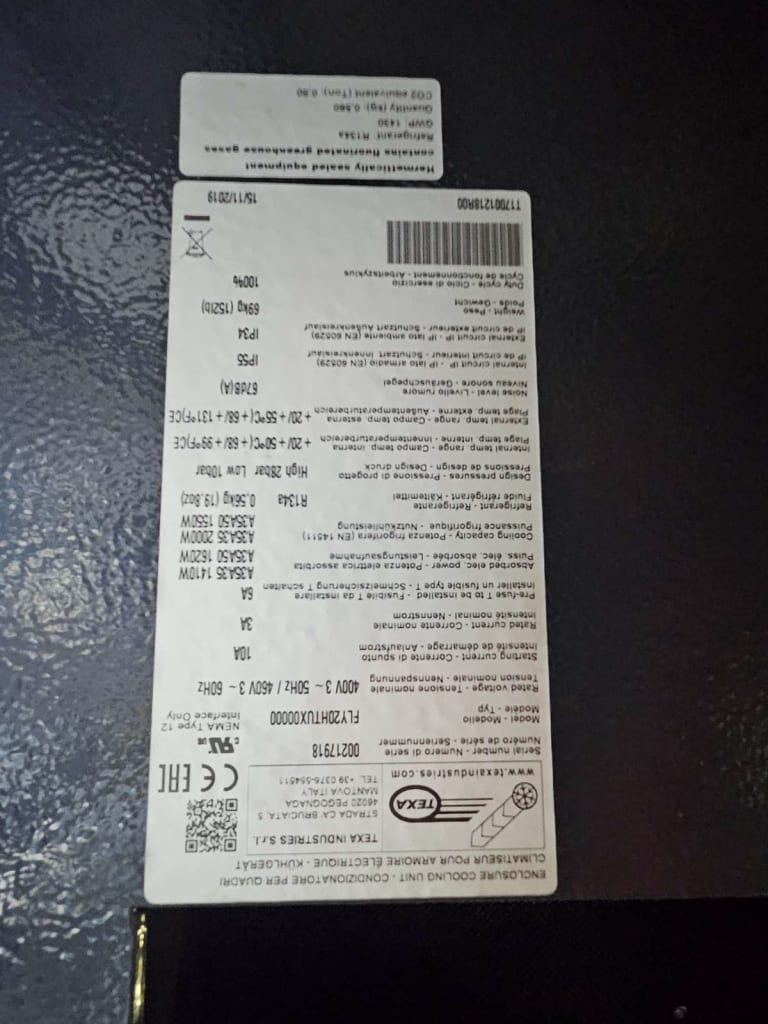 ENCLOSURE COOLING UNIT - CONDIZIONATORE PER QUADRI
CLIMATISEUR POUR ARMOIRE ÉLECTRIQUE - KÜHLGERÄT
TEXA
www.texaindustries.com
TEXA INDUSTRIES S.r.l.
STRADA CA' BRUCIATA, 5
46020 PEGOGNAGA
MANTOVA ITALY
TEL. +39 0376-554511
CE EAC
Serial number - Numero di serie
Numéro de série - Seriennummer
00217918
c RU us
NEMA Type 12
Interface Only
Model - Modello
Modèle - Typ
FLY20HTUX00000
Rated voltage - Tensione nominale
Tension nominale - Nennspannung
400V 3 ~ 50Hz / 460V 3 ~ 60Hz
Starting current - Corrente di spunto
Intensité de démarrage - Anlaufstrom
10A
Rated current - Corrente nominale
Intensité nominal - Nennstrom
3A
Pre-fuse T to be installed - Fusibile T da installare
Installer un fusible type T - Schmelzsicherung T schalten
6A
Absorbed elec. power - Potenza elettrica assorbita
Puiss. élec. absorbée - Leistungsaufnahme
A35A35 1410W
A35A50 1620W
Cooling capacity - Potenza frigorifera (EN 14511)
Puissance frigorifique - Nutzkühlleistung
A35A35 2000W
A35A50 1550W
Refrigerant - Refrigerante
Fluide réfrigérant - Kältemittel
R134a 0,56kg (19.8oz)
Design pressures - Pressione di progetto
Pressions de design - Design druck
High 28bar Low 10bar
Internal temp. range - Campo temp. interna
Plage temp. interne - Innentemperaturbereich
+20/+50°C(+68/+99°F)CE
External temp. range - Campo temp. esterna
Plage temp. externe - Außentemperaturbereich
+20/+55°C(+68/+131°F)CE
Noise level - Livello rumore
Niveau sonore - Geräuschpegel
67dB(A)
Internal circuit IP - IP lato armadio (EN 60529)
IP de circuit interieur - Schutzart Innenkreislauf
IP55
External circuit IP - IP lato ambiente (EN 60529)
IP de circuit exterieur - Schutzart Außenkreislauf
IP34
Weight - Peso
Poids - Gewicht
69kg (152lb)
Duty cycle - Ciclo di esercizio
Cycle de fonctionnement - Arbeitszyklus
100%
T17001218R00
15/11/2019
Hermettically sealed equipment
contains fluorinated greenhouse gases
Refrigerant: R134a
GWP: 1430
Quantity (kg): 0.560
CO2 equivalent (Ton): 0.80